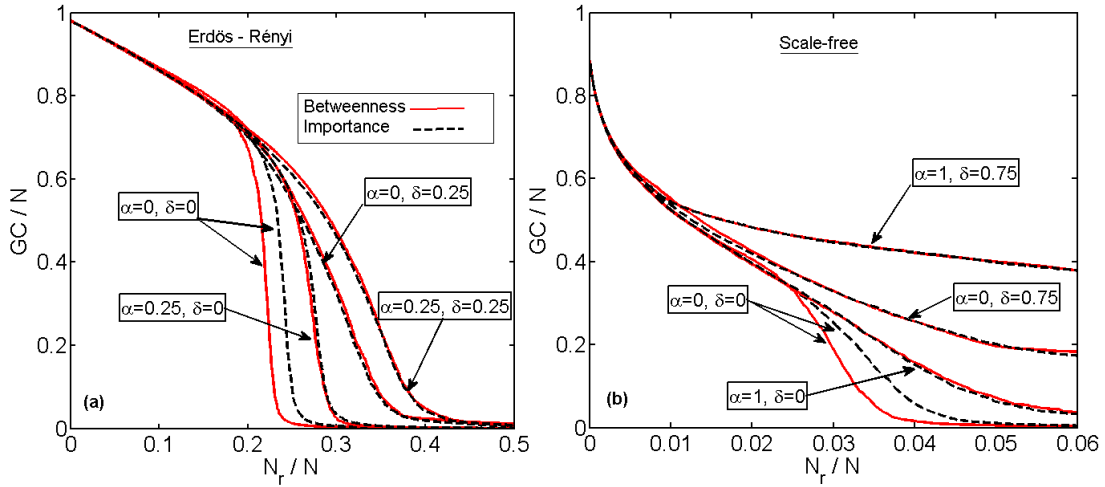 Erdös - Rényi
Betweenness
Importance
α=0, δ=0
α=0, δ=0.25
α=0.25, δ=0
α=0.25, δ=0.25
(a)
GC / N
1
0.8
0.6
0.4
0.2
0
0
0.1
0.2
0.3
0.4
0.5
N_r / N
Scale-free
α=1, δ=0.75
α=0, δ=0
α=0, δ=0.75
α=1, δ=0
(b)
GC / N
1
0.8
0.6
0.4
0.2
0
0
0.01
0.02
0.03
0.04
0.05
0.06
N_r / N